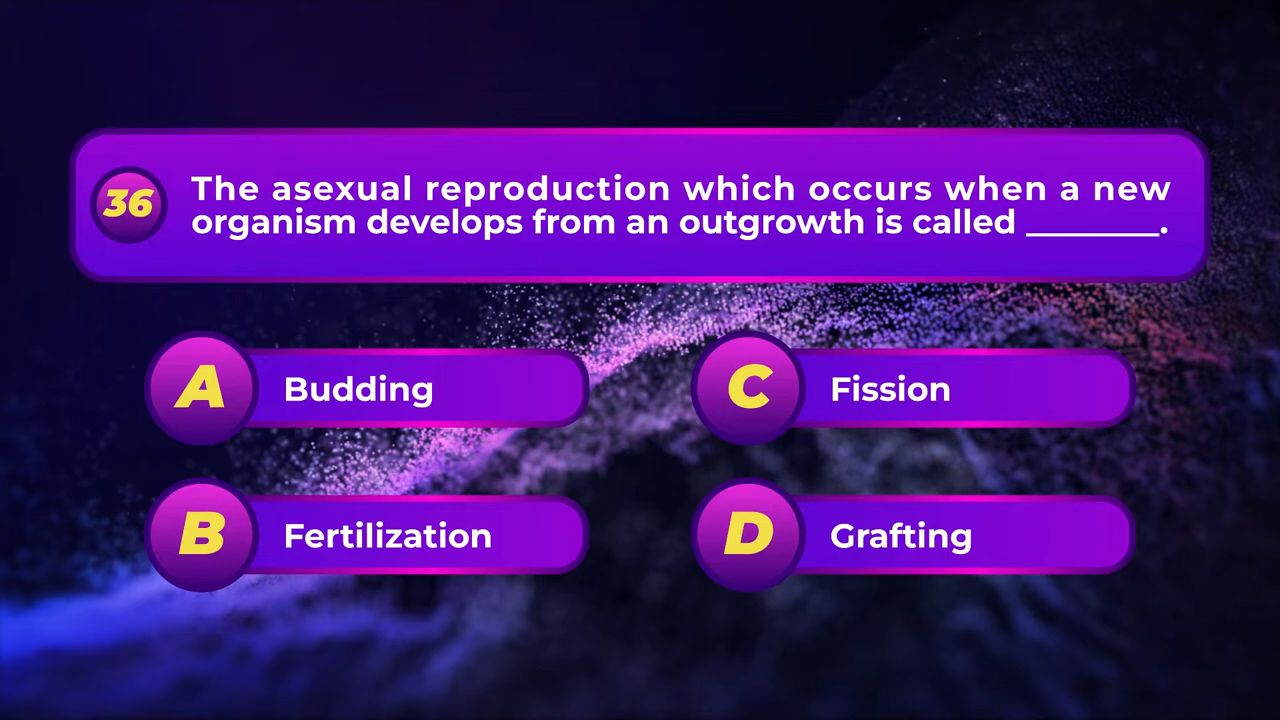 36
The asexual reproduction which occurs when a new
organism develops from an outgrowth is called ________.
A Budding
C Fission
B Fertilization
D Grafting